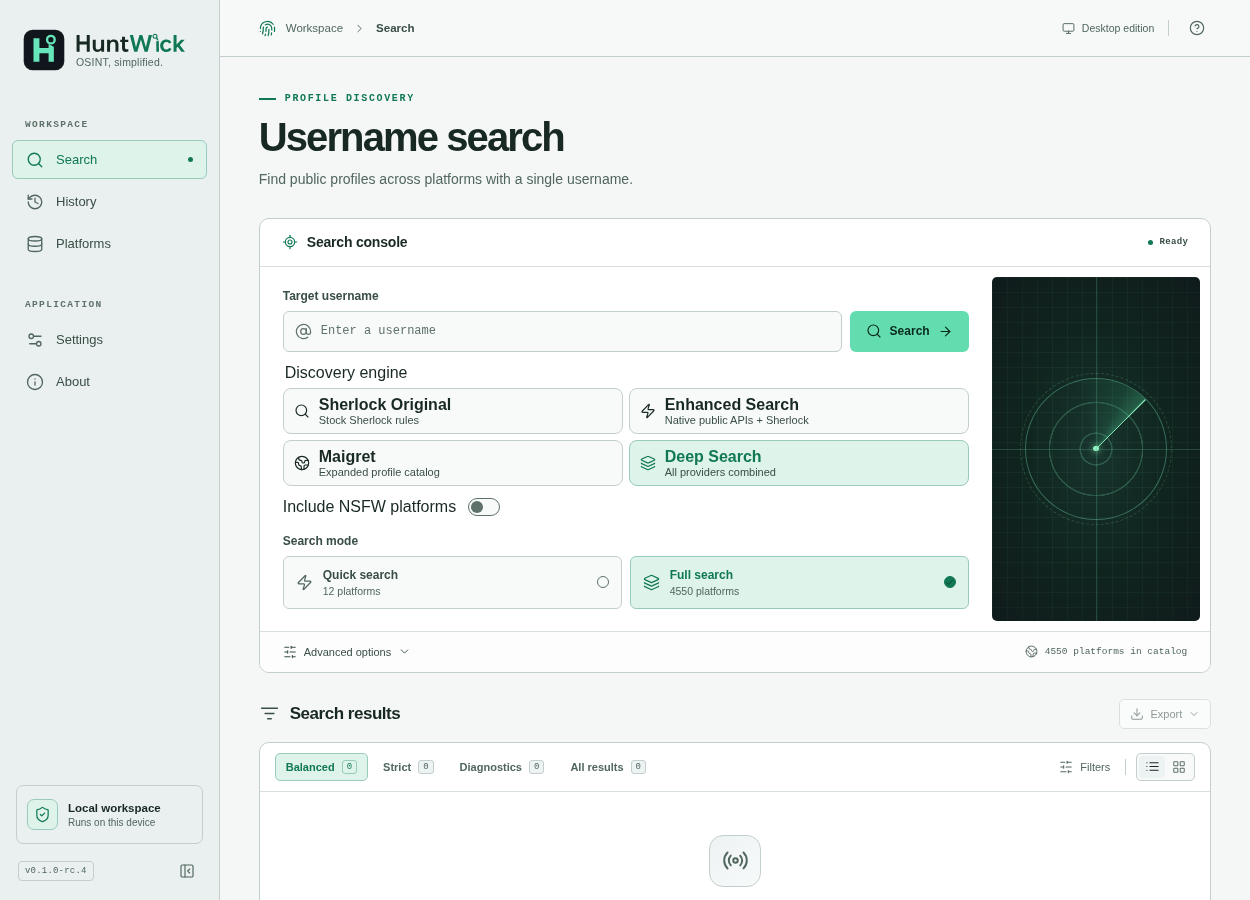 HuntWick
OSINT, simplified.
WORKSPACE
Search
History
Platforms
APPLICATION
Settings
About
Local workspace
Runs on this device
v0.1.0-rc.4
Workspace
Search
Desktop edition
PROFILE DISCOVERY
Username search
Find public profiles across platforms with a single username.
Search console
Ready
Target username
Enter a username
Search
Discovery engine
Sherlock Original
Stock Sherlock rules
Enhanced Search
Native public APIs + Sherlock
Maigret
Expanded profile catalog
Deep Search
All providers combined
Include NSFW platforms
Search mode
Quick search
12 platforms
Full search
4550 platforms
Advanced options
4550 platforms in catalog
Search results
Export
Balanced 0
Strict 0
Diagnostics 0
All results 0
Filters